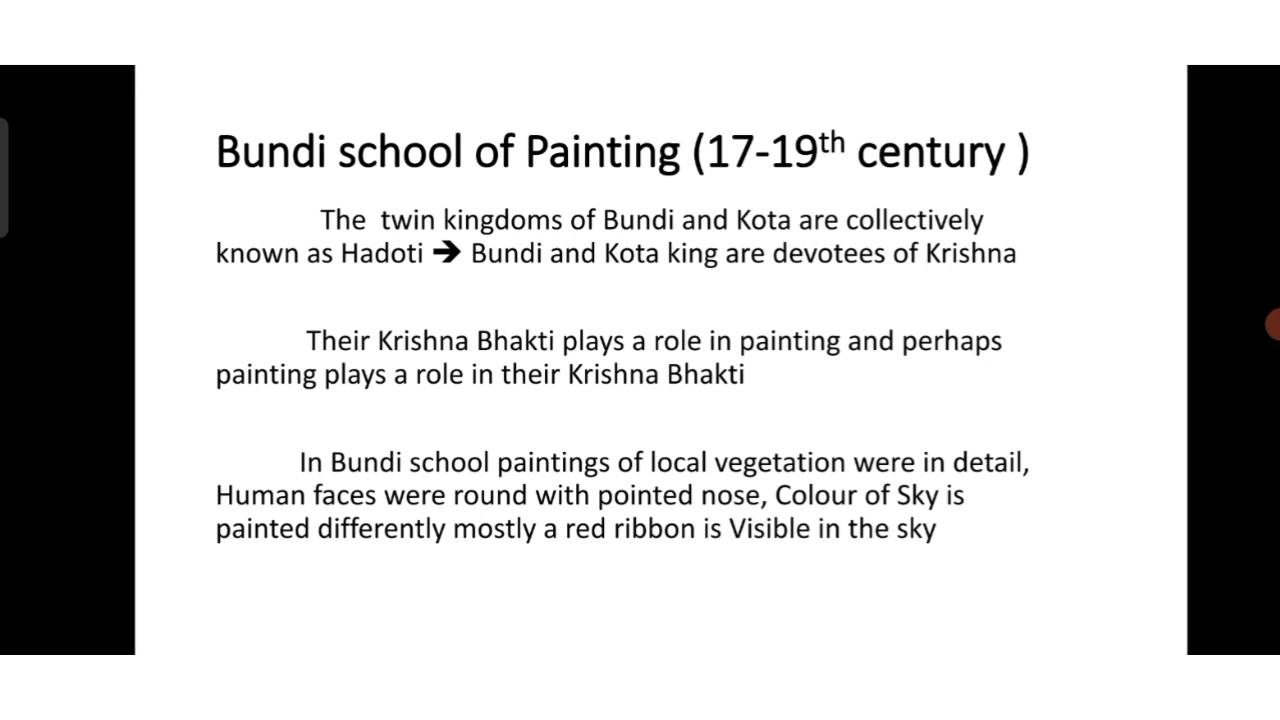 Bundi school of Painting (17-19th century )
The twin kingdoms of Bundi and Kota are collectively
known as Hadoti ➔ Bundi and Kota king are devotees of Krishna
Their Krishna Bhakti plays a role in painting and perhaps
painting plays a role in their Krishna Bhakti
In Bundi school paintings of local vegetation were in detail,
Human faces were round with pointed nose, Colour of Sky is
painted differently mostly a red ribbon is Visible in the sky